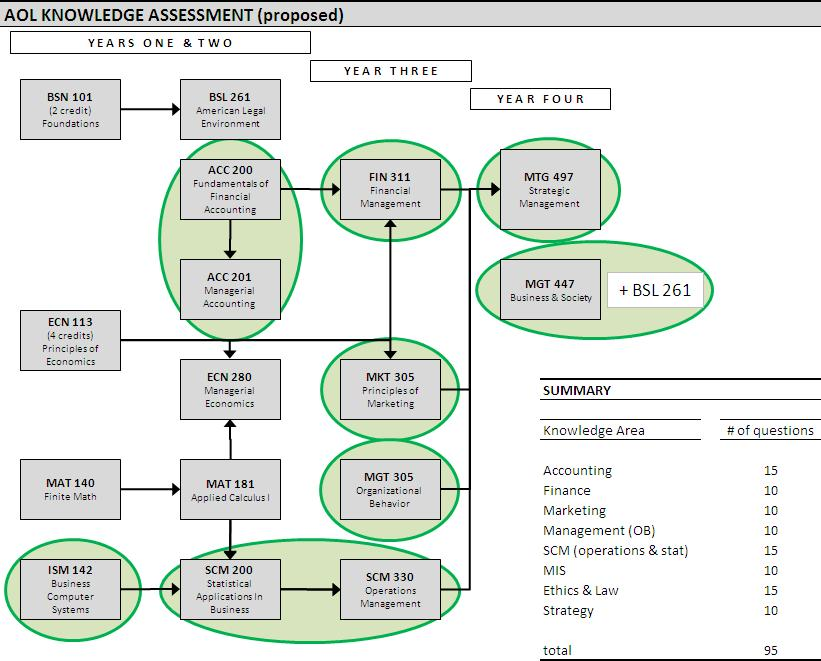 AOL KNOWLEDGE ASSESSMENT (proposed)
YEARS ONE & TWO
YEAR THREE
YEAR FOUR
BSN 101
(2 credit)
Foundations
BSL 261
American Legal
Environment
ACC 200
Fundamentals of
Financial
Accounting
FIN 311
Financial
Management
MTG 497
Strategic
Management
ACC 201
Managerial
Accounting
MGT 447
Business & Society
+ BSL 261
ECN 113
(4 credits)
Principles of
Economics
ECN 280
Managerial
Economics
MKT 305
Principles of
Marketing
MAT 140
Finite Math
MAT 181
Applied Calculus I
MGT 305
Organizational
Behavior
ISM 142
Business
Computer
Systems
SCM 200
Statistical
Applications In
Business
SCM 330
Operations
Management
SUMMARY
Knowledge Area # of questions
Accounting 15
Finance 10
Marketing 10
Management (OB) 10
SCM (operations & stat) 15
MIS 10
Ethics & Law 15
Strategy 10
total 95